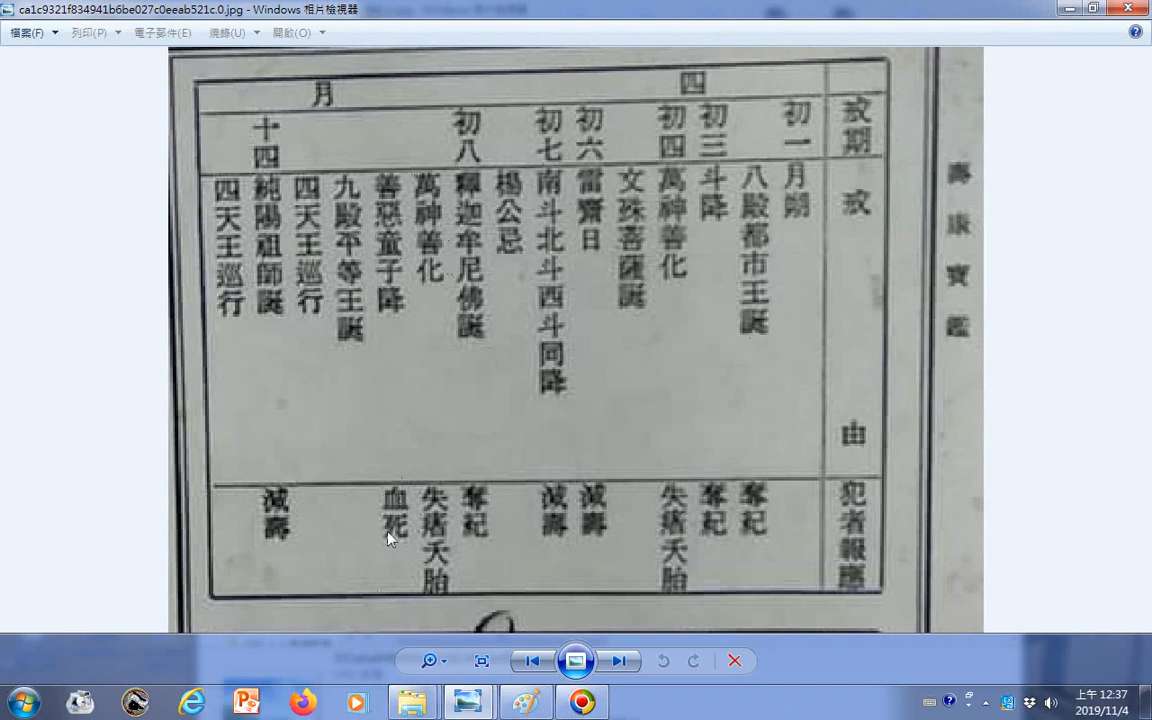 ca1c9321f834941b6be027c0eeab521c.0.jpg - Windows 相片檢視器
檔案(F) 列印(P) 電子郵件(E) 燒錄(U) 開啟(O)
壽康寶鑑
四月
戒期
戒由
犯者報應
初一
月朔
八殿都市王誕
奪紀
初三
斗降
奪紀
初四
萬神善化
失瘏夭胎
文殊菩薩誕
初六
雷齋日
減壽
初七
南斗北斗西斗同降
減壽
楊公忌
初八
釋迦牟尼佛誕
奪紀
萬神善化
失瘏夭胎
善惡童子降
血死
九殿平等王誕
四天王巡行
十四
純陽祖師誕
減壽
四天王巡行
上午 12:37
2019/11/4